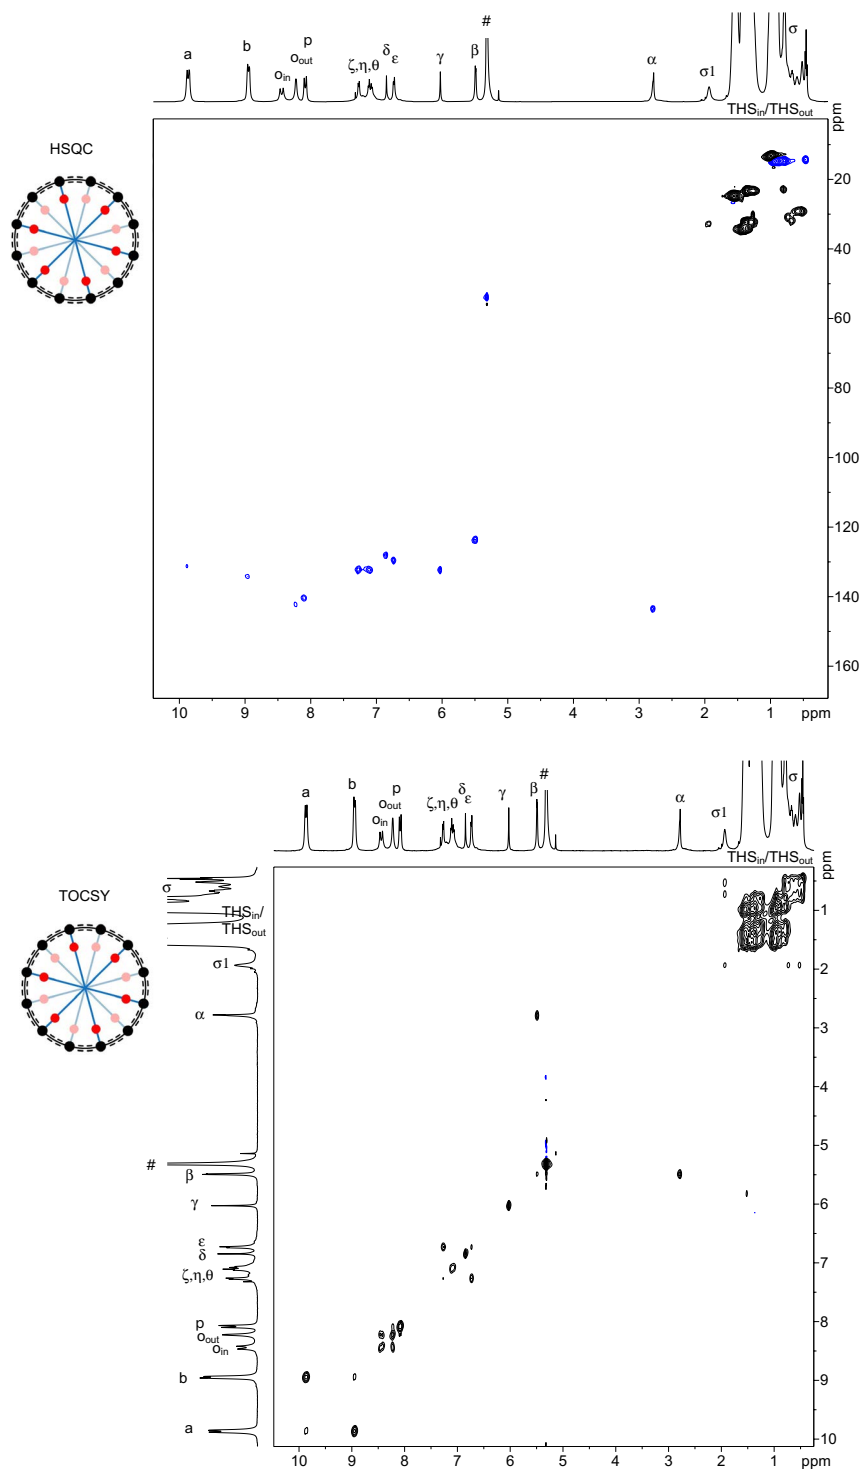 #
p
δ
β
σ
a
b
o_out
o_in
ζ,η,θ
ε
γ
α
σ1
THS_in/THS_out
HSQC
ppm
20
40
60
80
100
120
140
160
10 9 8 7 6 5 4 3 2 1 ppm
#
p
δ
β
σ
a
b
o_out
o_in
ζ,η,θ
ε
γ
α
σ1
THS_in/THS_out
TOCSY
σ
THS_in/
THS_out
σ1
α
#
β
γ
ε
δ
ζ,η,θ
p
o_out
o_in
b
a
ppm
1
2
3
4
5
6
7
8
9
10
10 9 8 7 6 5 4 3 2 1 ppm